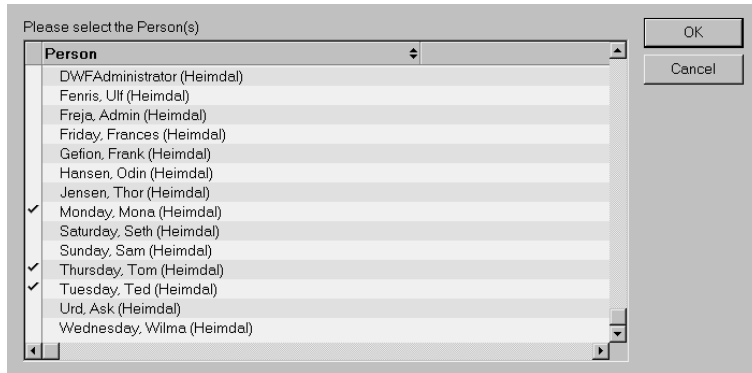 Please select the Person(s)
OK
Person
Cancel
DWFAdministrator (Heimdal)
Fenris, Ulf (Heimdal)
Freja, Admin (Heimdal)
Friday, Frances (Heimdal)
Gefion, Frank (Heimdal)
Hansen, Odin (Heimdal)
Jensen, Thor (Heimdal)
Monday, Mona (Heimdal)
Saturday, Seth (Heimdal)
Sunday, Sam (Heimdal)
Thursday, Tom (Heimdal)
Tuesday, Ted (Heimdal)
Urd, Ask (Heimdal)
Wednesday, Wilma (Heimdal)